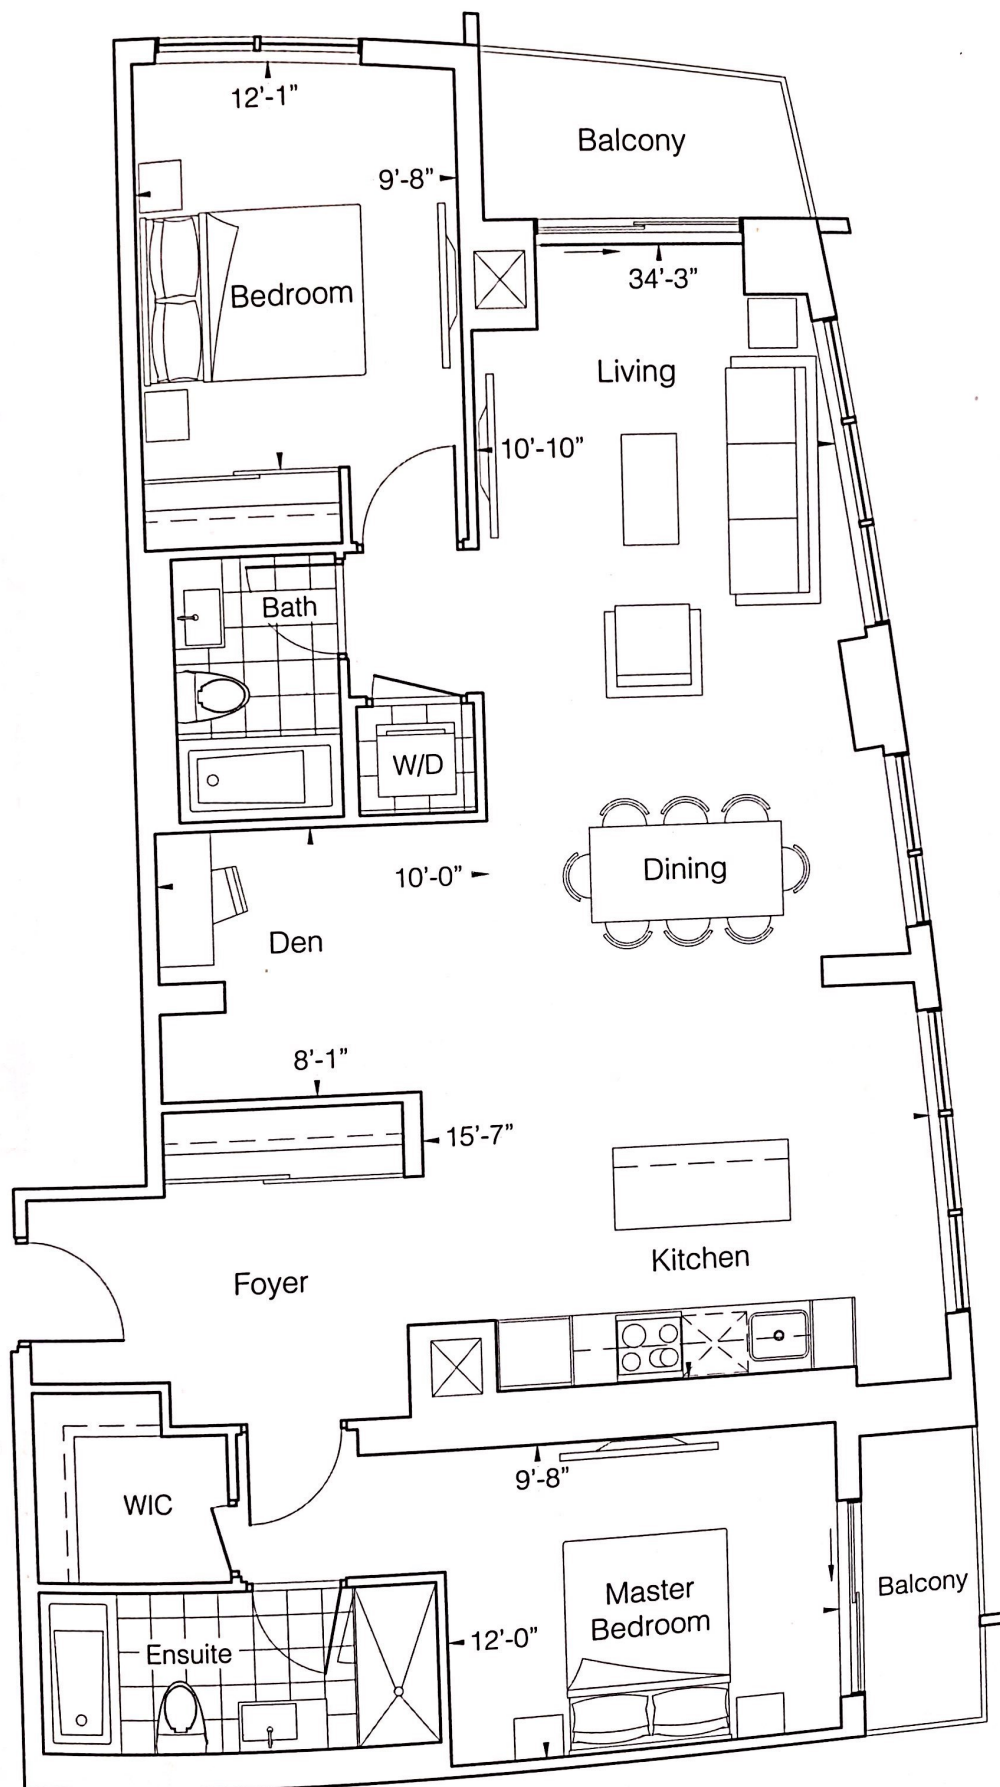 12'-1"
Balcony
9'-8"
Bedroom
34'-3"
Living
10'-10"
Bath
W/D
10'-0"
Dining
Den
8'-1"
15'-7"
Foyer
Kitchen
WIC
9'-8"
Master
Bedroom
Balcony
12'-0"
Ensuite